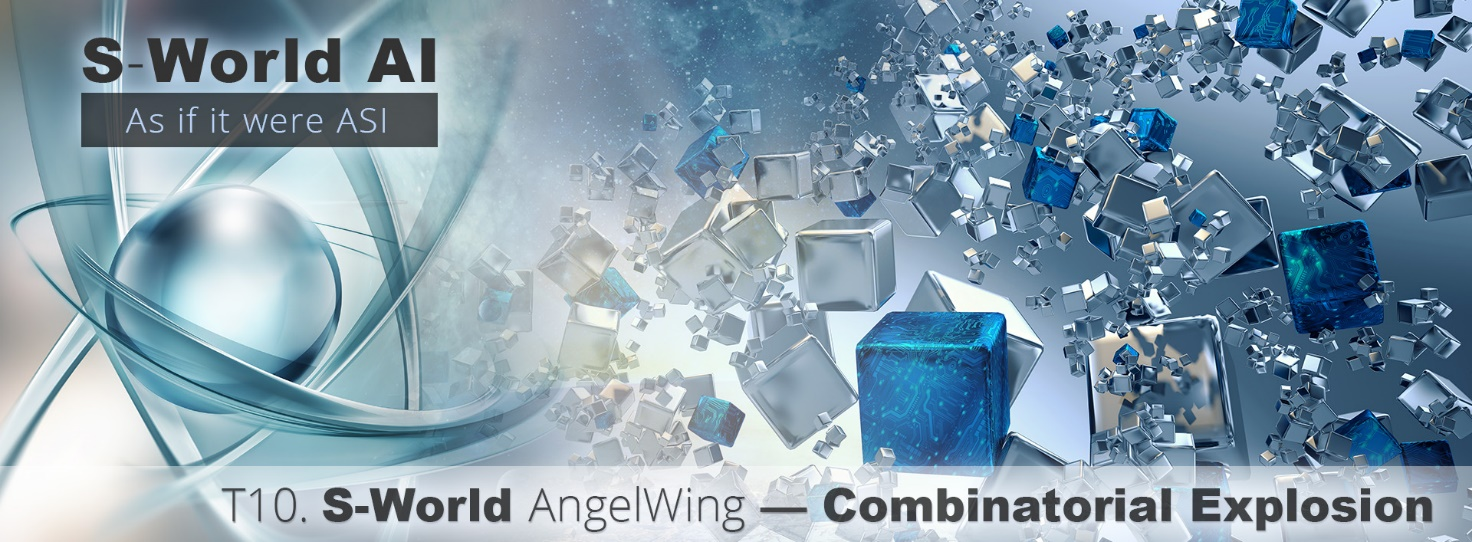 S-World AI
As if it were ASI
T10. S-World AngelWing — Combinatorial Explosion